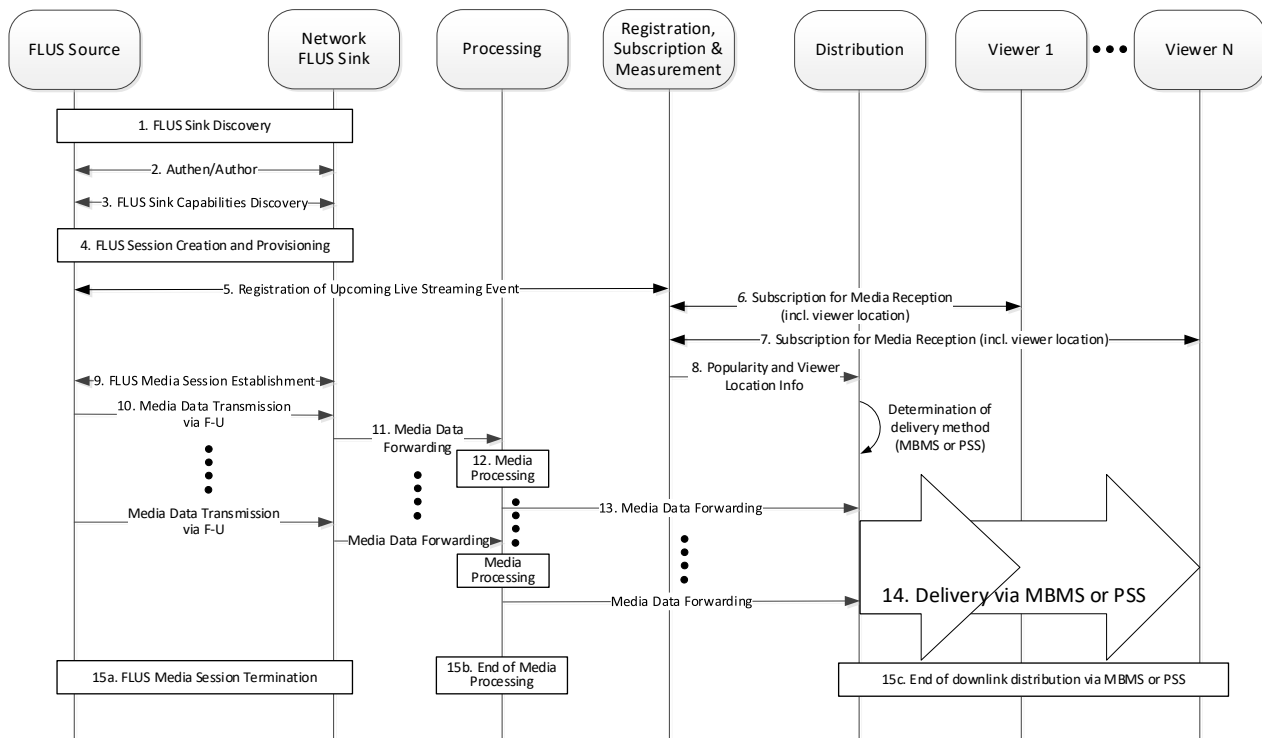 FLUS Source
Network
FLUS Sink
Processing
Registration,
Subscription &
Measurement
Distribution
Viewer 1
Viewer N
1. FLUS Sink Discovery
2. Authen/Author
3. FLUS Sink Capabilities Discovery
4. FLUS Session Creation and Provisioning
5. Registration of Upcoming Live Streaming Event
6. Subscription for Media Reception
(incl. viewer location)
7. Subscription for Media Reception (incl. viewer location)
8. Popularity and Viewer
Location Info
9. FLUS Media Session Establishment
10. Media Data Transmission
via F-U
Determination of
delivery method
(MBMS or PSS)
11. Media Data
Forwarding
12. Media
Processing
13. Media Data Forwarding
Media Data Transmission
via F-U
Media Data Forwarding
Media
Processing
Media Data Forwarding
14. Delivery via MBMS or PSS
15a. FLUS Media Session Termination
15b. End of Media
Processing
15c. End of downlink distribution via MBMS or PSS